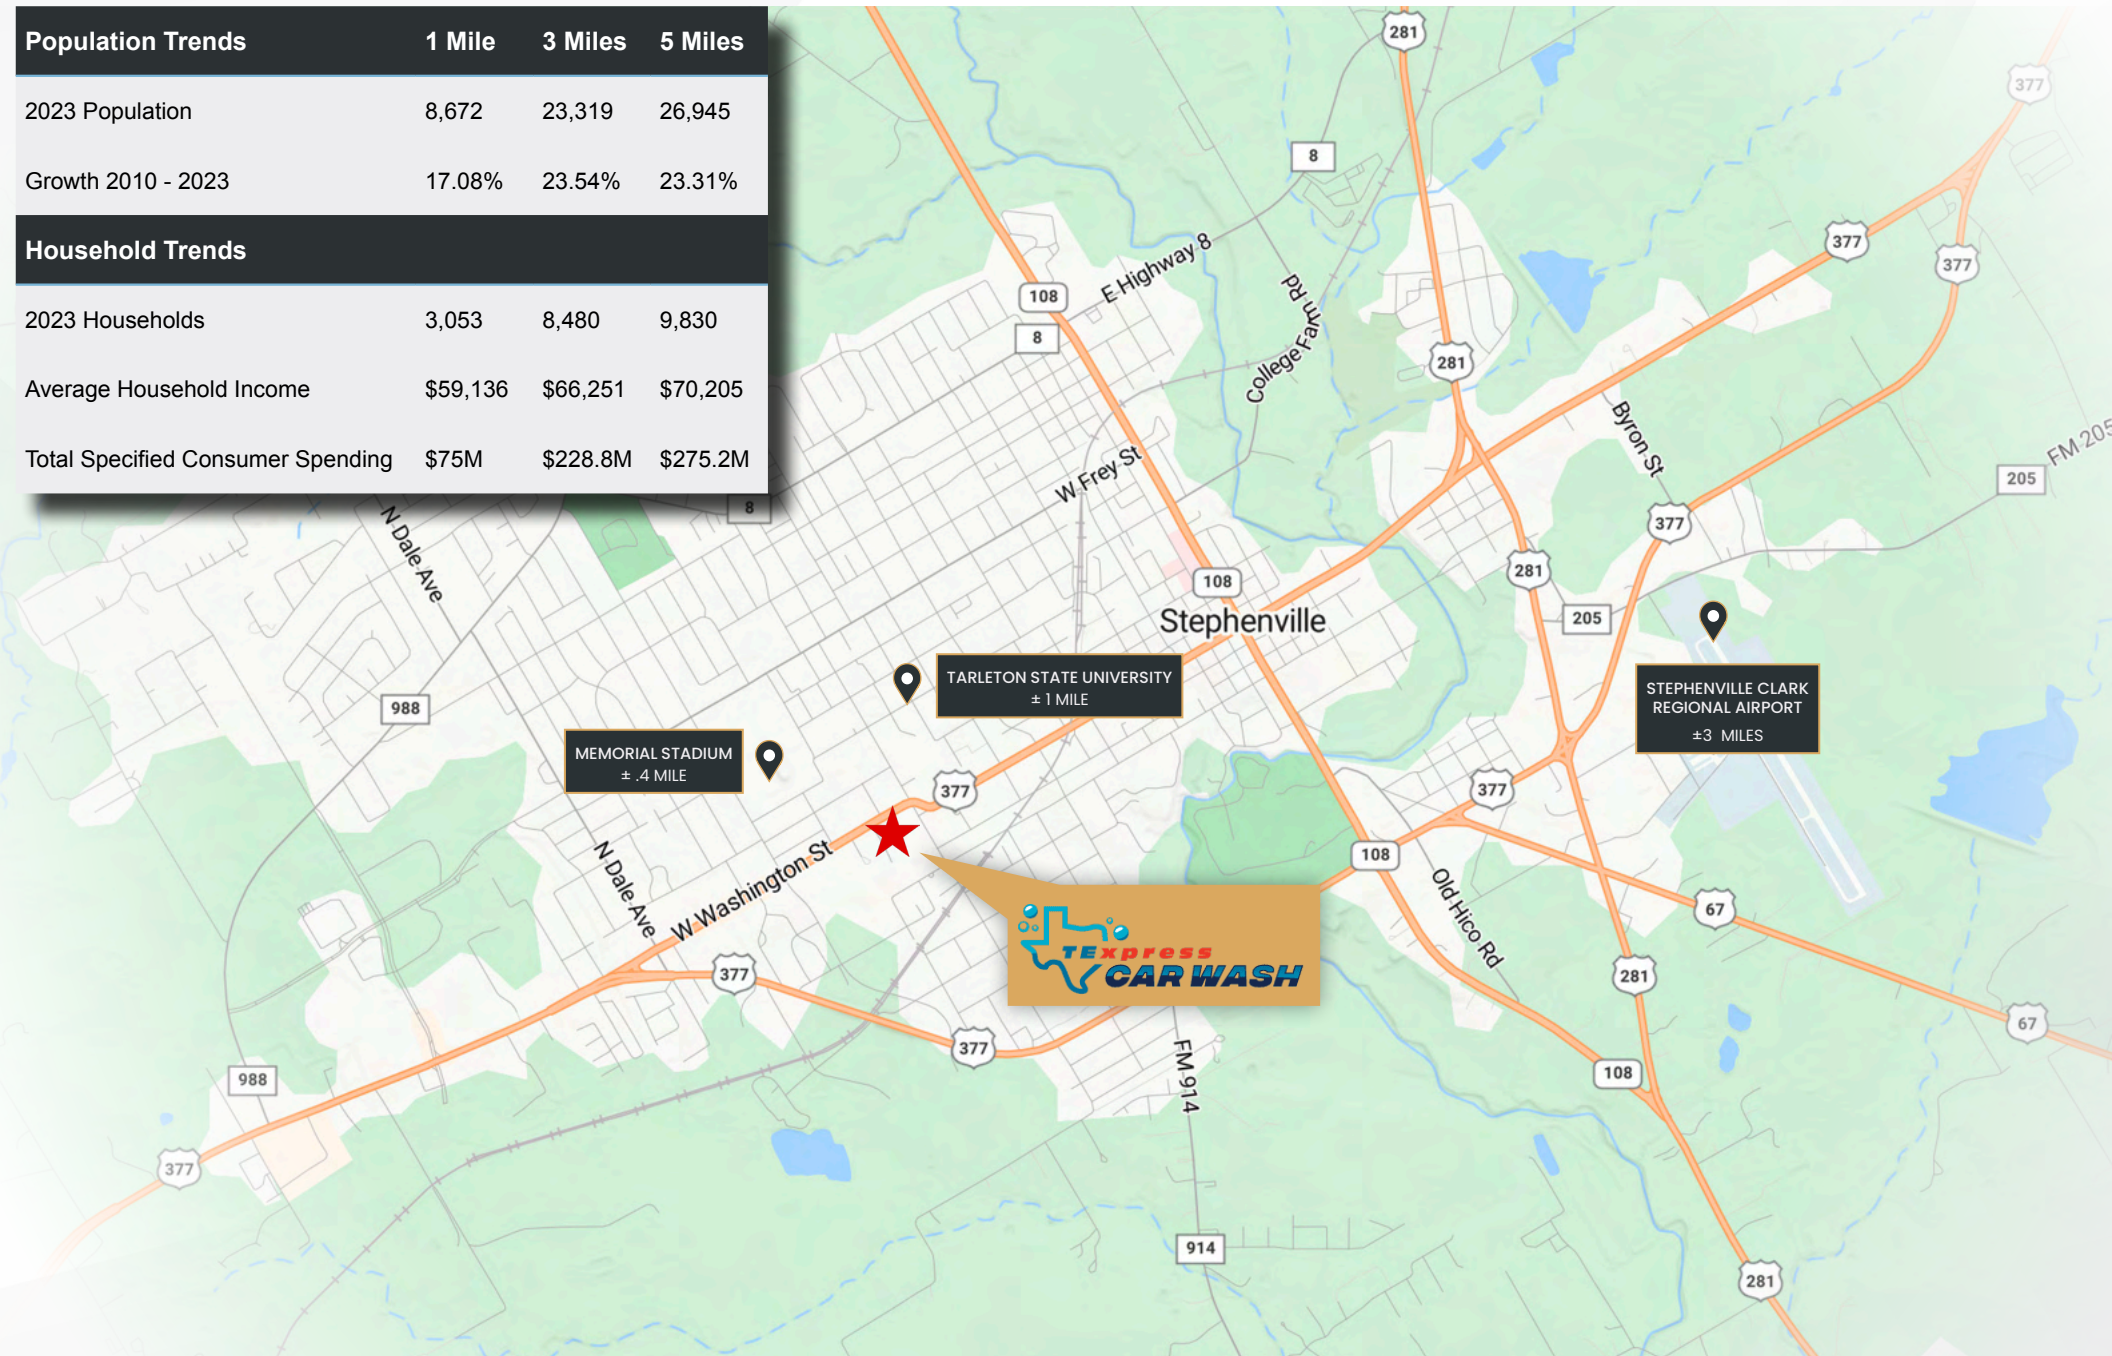 Population Trends 1 Mile 3 Miles 5 Miles
2023 Population 8,672 23,319 26,945
Growth 2010 - 2023 17.08% 23.54% 23.31%
Household Trends
2023 Households 3,053 8,480 9,830
Average Household Income $59,136 $66,251 $70,205
Total Specified Consumer Spending $75M $228.8M $275.2M
281
377
8
E Highway 8
377
377
College Farm Rd
108
8
281
Byron St
FM 205
205
W Frey St
8
N Dale Ave
377
281
108
205
Stephenville
TARLETON STATE UNIVERSITY
± 1 MILE
STEPHENVILLE CLARK
REGIONAL AIRPORT
±3 MILES
988
MEMORIAL STADIUM
± .4 MILE
377
377
N Dale Ave
W Washington St
108
Old Hico Rd
67
TExpress
CAR WASH
377
281
377
67
FM 914
988
108
377
914
281